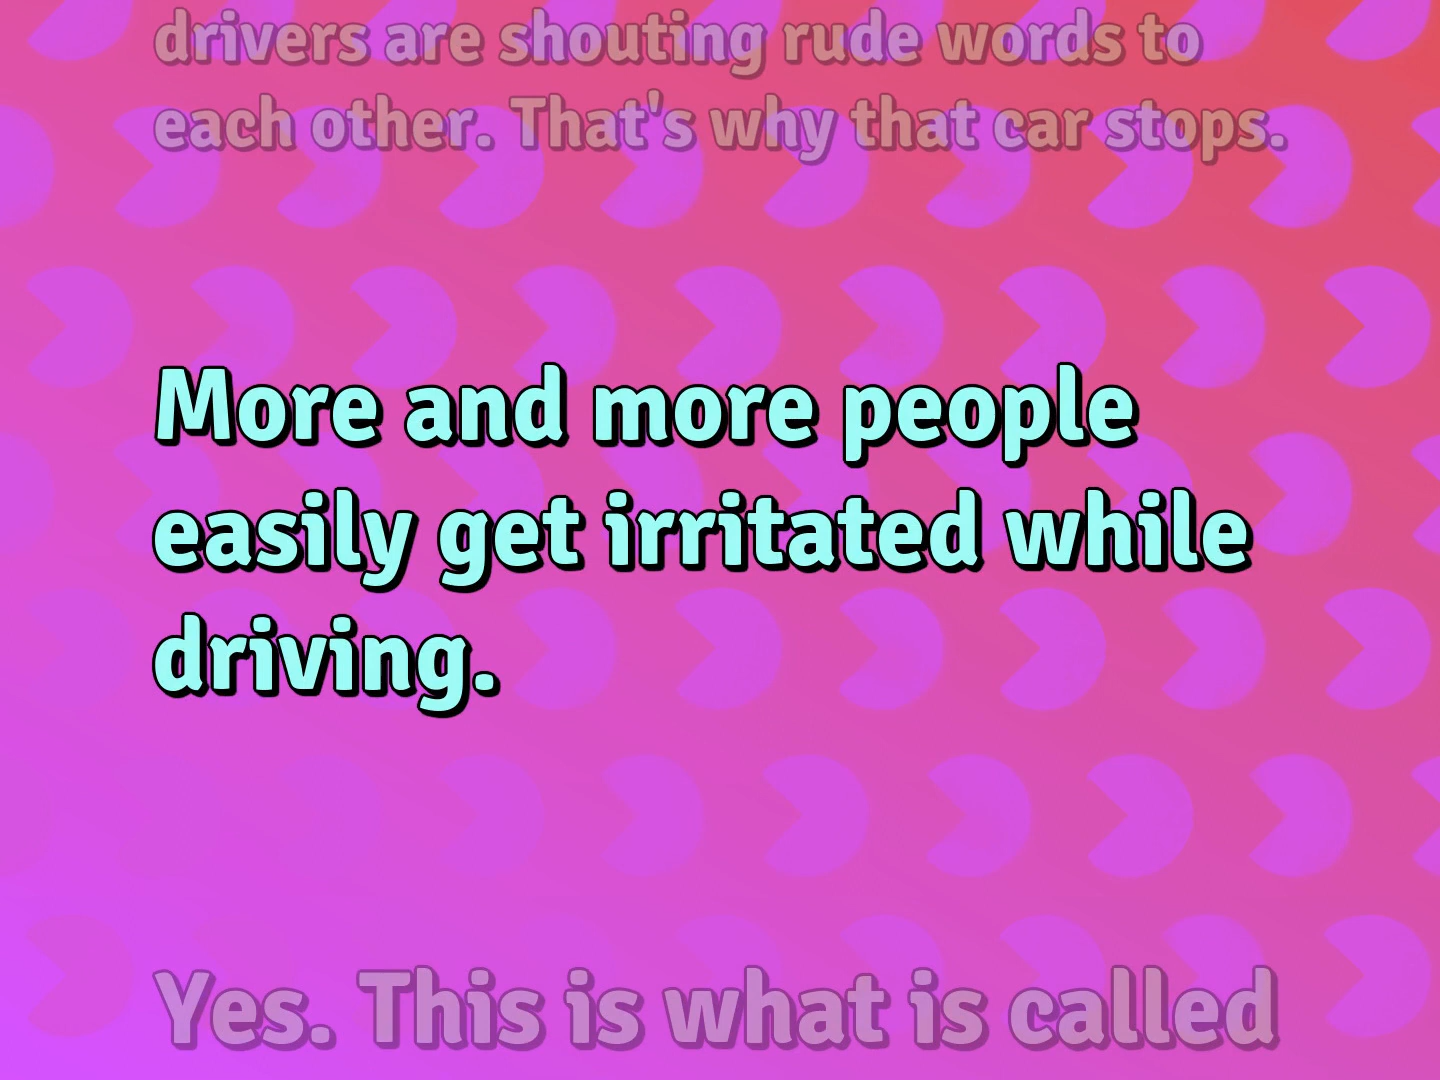 drivers are shouting rude words to
each other. That's why that car stops.
More and more people
easily get irritated while
driving.
Yes. This is what is called